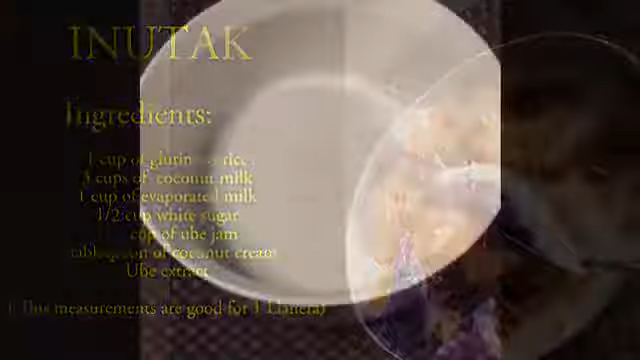 INUTAK
Ingredients:
1 cup of rice
3 cups of coconut milk
1 cup of evaporated milk
1/2 cup white sugar
cup of ube jam
tablespoon of coconut cream
Ube extract
This measurements are good for 1 Llanera)